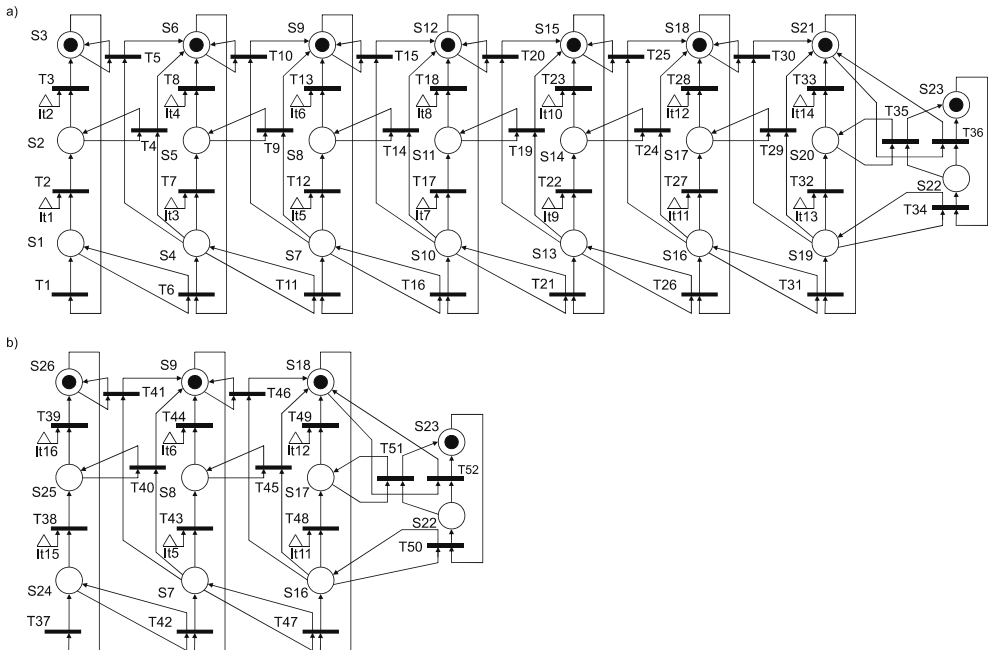 a)
S3 S6 S9 S12 S15 S18 S21
T5 T10 T15 T20 T25 T30
T3 T8 T13 T18 T23 T28 T33
S23
It2 It4 It6 It8 It10 It12 It14
T35 T36
S2 T4 S5 T9 S8 T14 S11 T19 S14 T24 S17 T29 S20
T2 T7 T12 T17 T22 T27 T32
S22
It1 It3 It5 It7 It9 It11 It13
T34
S1 S4 S7 S10 S13 S16 S19
T1 T6 T11 T16 T21 T26 T31
b)
S26 S9 S18
T41 T46
T39 T44 T49
S23
It16 It6 It12
T51 T52
S25 T40 S8 T45 S17
T38 T43 T48
S22
It15 It5 It11
T50
S24 S7 S16
T37 T42 T47